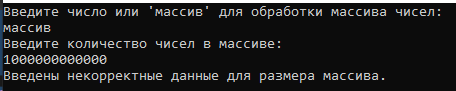 Введите число или 'массив' для обработки массива чисел:
массив
Введите количество чисел в массиве:
1000000000000
Введены некорректные данные для размера массива.